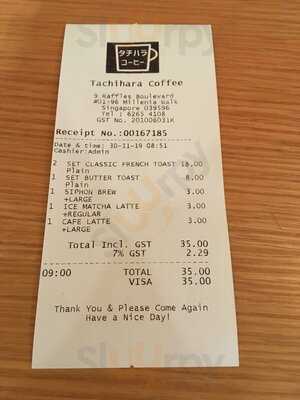 タチハラ
コーヒー
Tachihara Coffee
9 Raffles Boulevard
#01-96 Millenia Walk
Singapore 039596
Tel : 6265 4108
GST No. 201006031K
Receipt No.:00167185
Date & time: 30-11-19 08:51
Cashier:Admin
2 SET CLASSIC FRENCH TOAST 18.00
Plain
1 SET BUTTER TOAST 8.00
Plain
1 SIPHON BREW 3.00
+LARGE
1 ICE MATCHA LATTE 3.00
+REGULAR
1 CAFE LATTE 3.00
+LARGE
Total Incl. GST 35.00
7% GST 2.29
09:00 TOTAL 35.00
VISA 35.00
Thank You & Please Come Again
Have a Nice Day!
Slurrpy